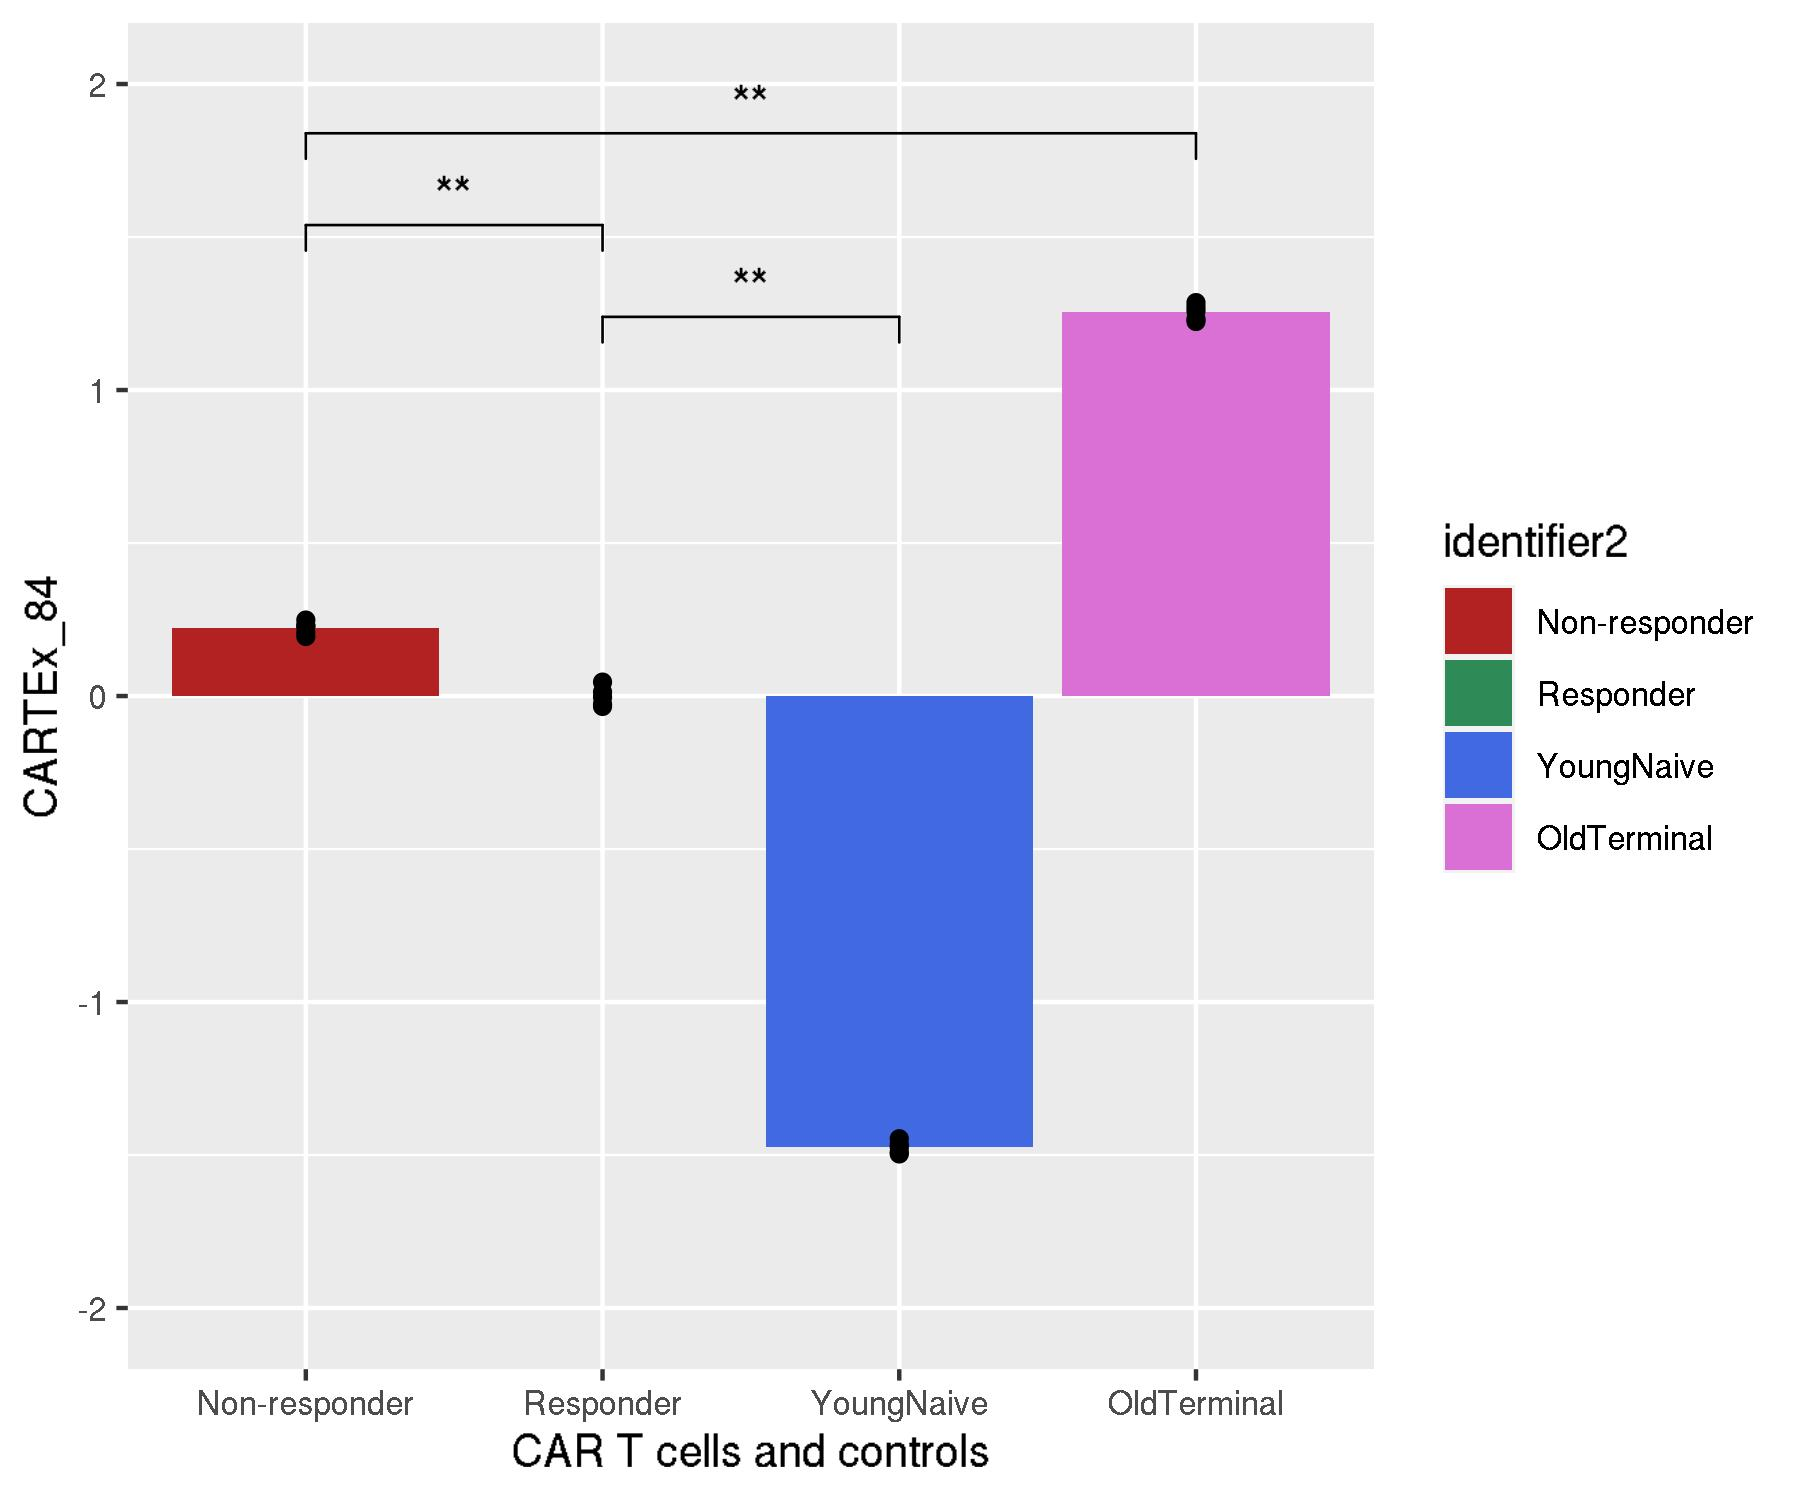 **
**
**
2
1
0
-1
-2
CARTEx_84
Non-responder Responder YoungNaive OldTerminal
CAR T cells and controls
identifier2
Non-responder
Responder
YoungNaive
OldTerminal